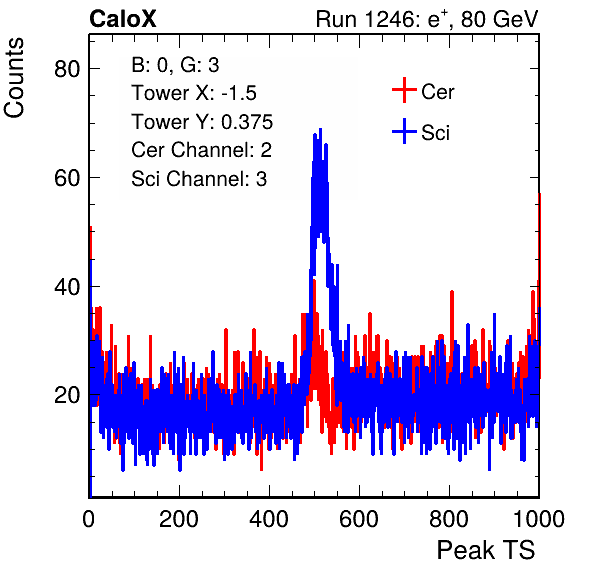 CaloX Run 1246: e+, 80 GeV
B: 0, G: 3
Tower X: -1.5
Tower Y: 0.375
Cer Channel: 2
Sci Channel: 3
Cer
Sci
Counts
80
60
40
20
0 200 400 600 800 1000
Peak TS